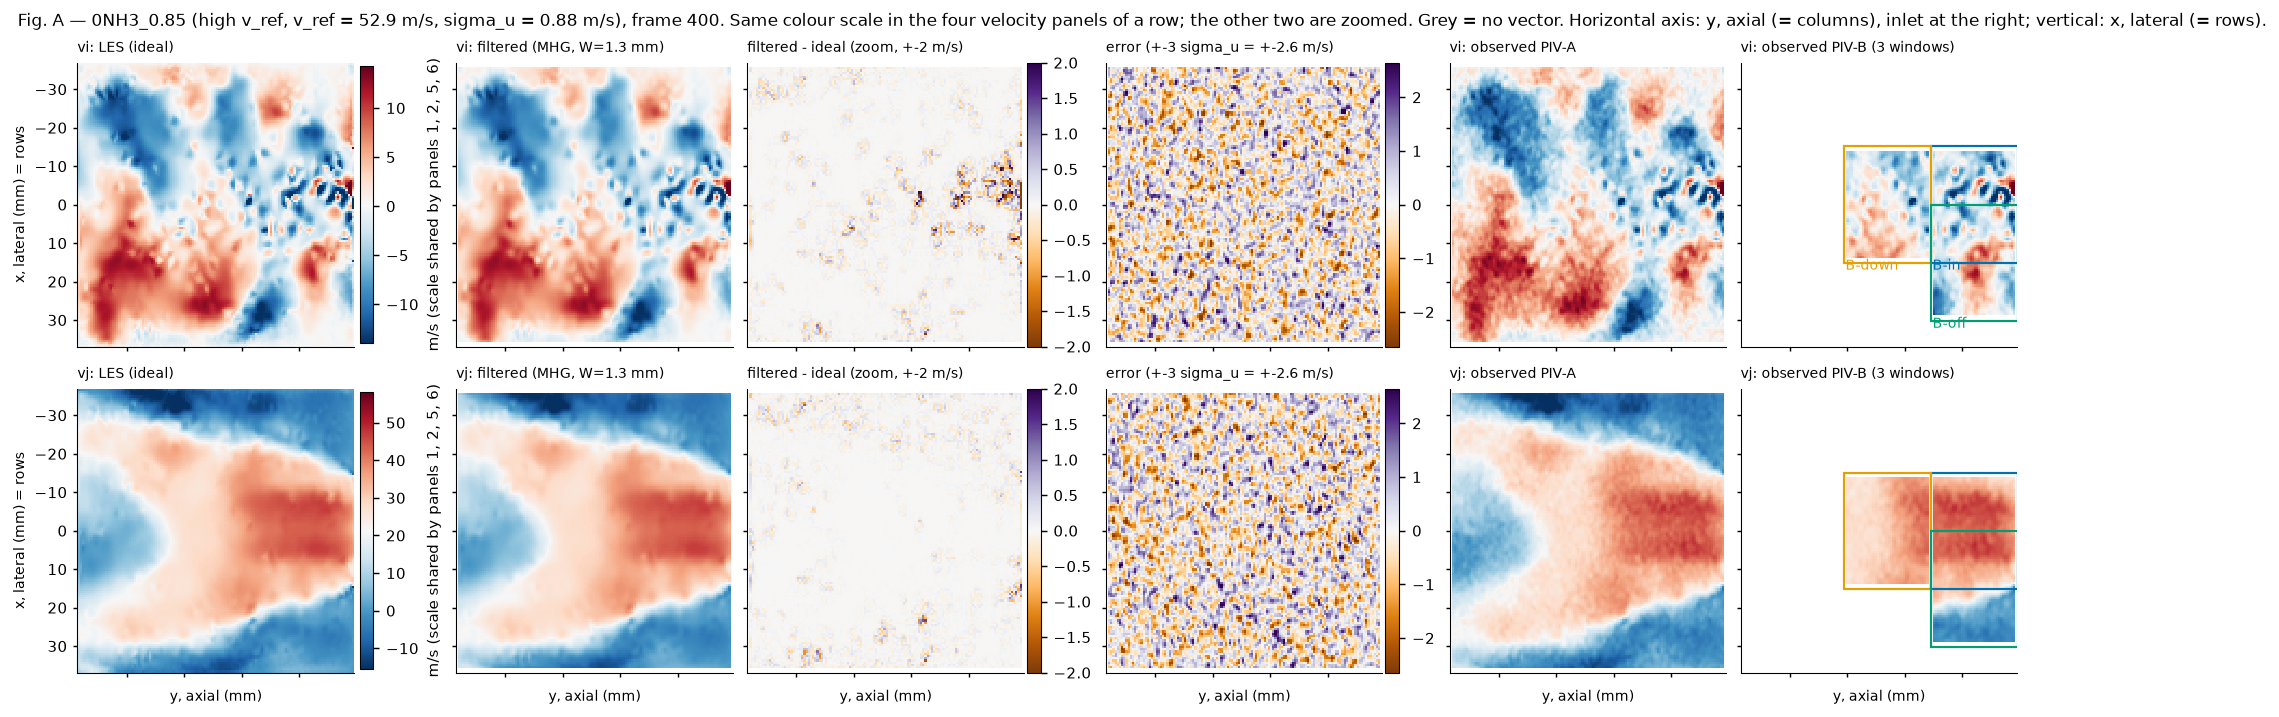 Fig. A — 0NH3_0.85 (high v_ref, v_ref = 52.9 m/s, sigma_u = 0.88 m/s), frame 400. Same colour scale in the four velocity panels of a row; the other two are zoomed. Grey = no vector. Horizontal axis: y, axial (= columns), inlet at the right; vertical: x, lateral (= rows).
vi: LES (ideal)
vi: filtered (MHG, W=1.3 mm)
filtered - ideal (zoom, +-2 m/s)
error (+-3 sigma_u = +-2.6 m/s)
vi: observed PIV-A
vi: observed PIV-B (3 windows)
x, lateral (mm) = rows
−30
−20
−10
0
10
20
30
10
5
0
−5
−10
m/s (scale shared by panels 1, 2, 5, 6)
2.0
1.5
1.0
0.5
0.0
−0.5
−1.0
−1.5
−2.0
2
1
0
−1
−2
B-down
B-in
B-off
vj: LES (ideal)
vj: filtered (MHG, W=1.3 mm)
filtered - ideal (zoom, +-2 m/s)
error (+-3 sigma_u = +-2.6 m/s)
vj: observed PIV-A
vj: observed PIV-B (3 windows)
x, lateral (mm) = rows
−30
−20
−10
0
10
20
30
50
40
30
20
10
0
−10
m/s (scale shared by panels 1, 2, 5, 6)
2.0
1.5
1.0
0.5
0.0
−0.5
−1.0
−1.5
−2.0
2
1
0
−1
−2
y, axial (mm)
y, axial (mm)
y, axial (mm)
y, axial (mm)
y, axial (mm)
y, axial (mm)